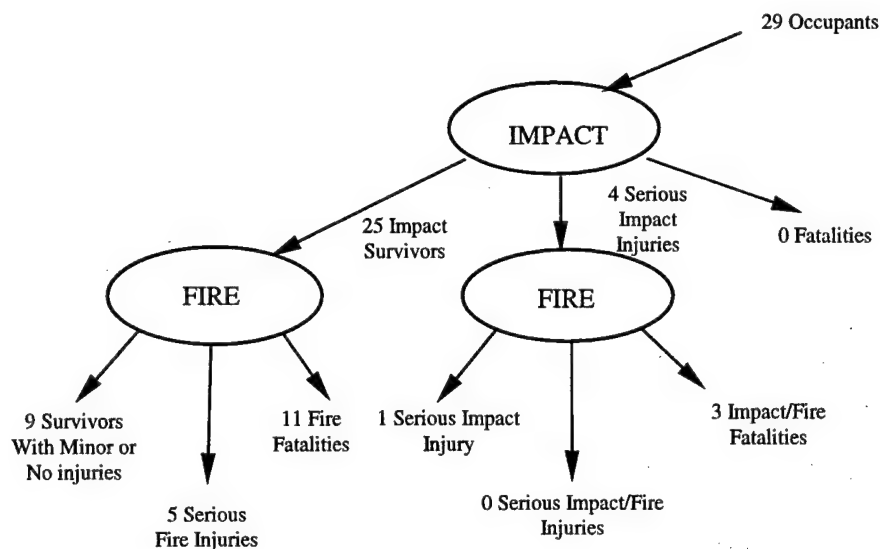 29 Occupants
IMPACT
25 Impact
Survivors
4 Serious
Impact
Injuries
0 Fatalities
FIRE
FIRE
9 Survivors
With Minor or
No injuries
5 Serious
Fire Injuries
11 Fire
Fatalities
1 Serious Impact
Injury
0 Serious Impact/Fire
Injuries
3 Impact/Fire
Fatalities